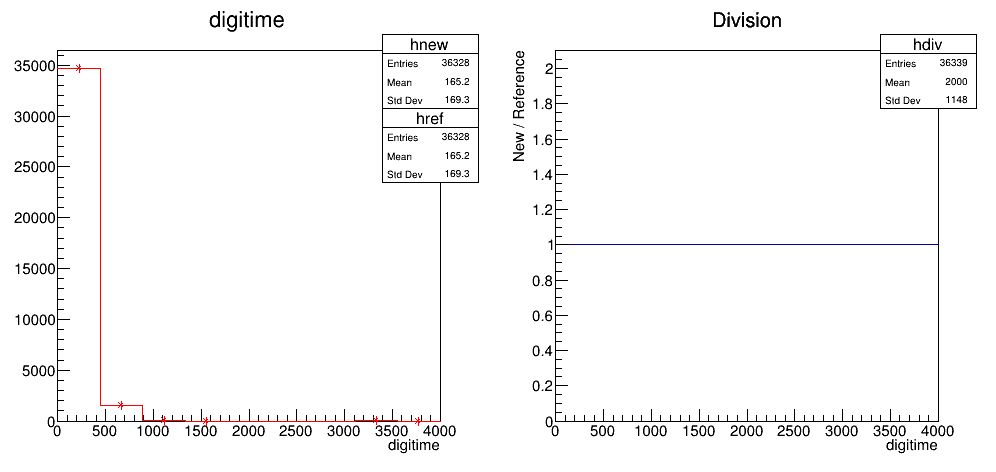 digitime
hnew
Entries 36328
Mean 165.2
Std Dev 169.3
href
Entries 36328
Mean 165.2
Std Dev 169.3
35000
30000
25000
20000
15000
10000
5000
0
0 500 1000 1500 2000 2500 3000 3500 4000
digitime
Division
hdiv
Entries 36339
Mean 2000
Std Dev 1148
New / Reference
2
1.8
1.6
1.4
1.2
1
0.8
0.6
0.4
0.2
0
0 500 1000 1500 2000 2500 3000 3500 4000
digitime